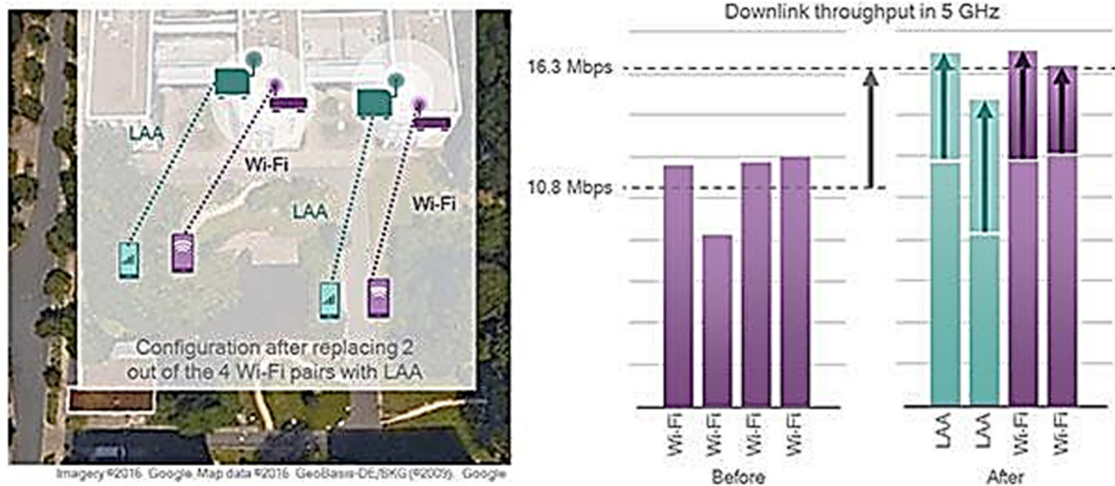 LAA
Wi-Fi
LAA
Wi-Fi
Configuration after replacing 2
out of the 4 Wi-Fi pairs with LAA
Imagery ©2016. Google, Map data ©2016 GeoBasis-DE/BKG (©2009). Google
Downlink throughput in 5 GHz
16.3 Mbps
10.8 Mbps
Wi-Fi
Wi-Fi
Wi-Fi
Wi-Fi
Before
LAA
LAA
Wi-Fi
Wi-Fi
After